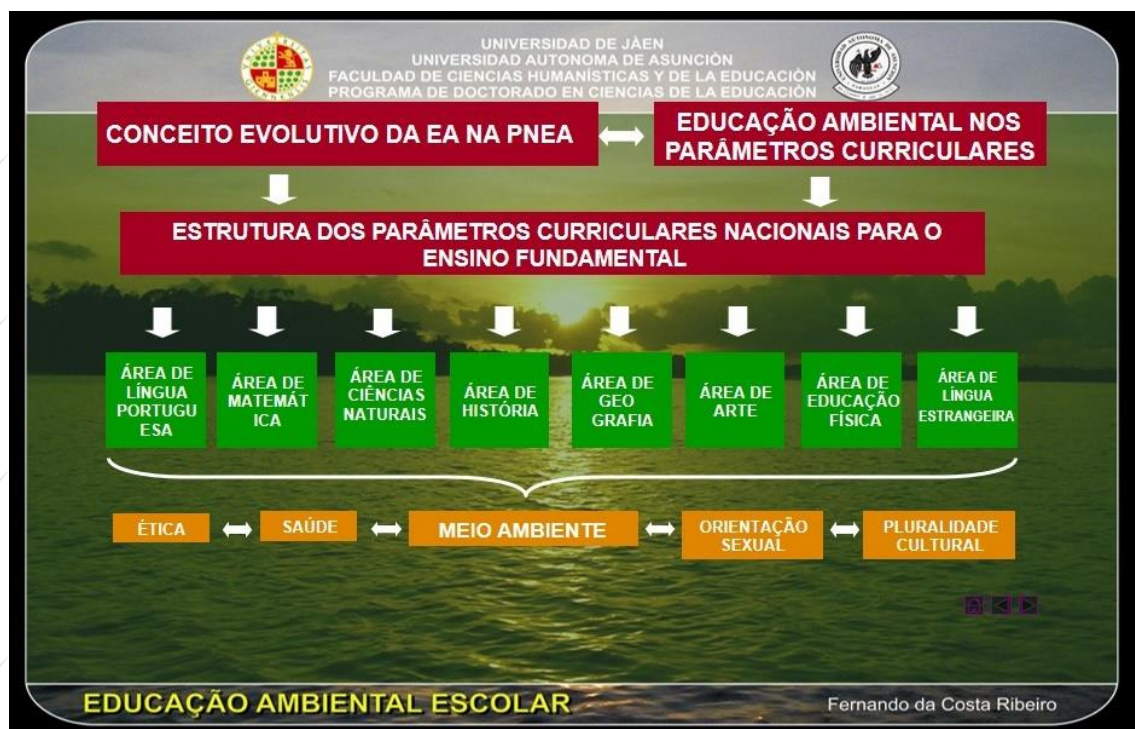 UNIVERSIDAD DE JÀEN
UNIVERSIDAD AUTONOMA DE ASUNCIÓN
FACULDAD DE CIENCIAS HUMANÍSTICAS Y DE LA EDUCACIÒN
PROGRAMA DE DOCTORADO EN CIENCIAS DE LA EDUCACIÒN
CONCEITO EVOLUTIVO DA EA NA PNEA
EDUCAÇÃO AMBIENTAL NOS
PARÂMETROS CURRICULARES
ESTRUTURA DOS PARÂMETROS CURRICULARES NACIONAIS PARA O
ENSINO FUNDAMENTAL
ÁREA DE
LÍNGUA
PORTUGU
ESA
ÁREA DE
MATEMÁT
ICA
ÁREA DE
CIÊNCIAS
NATURAIS
ÁREA DE
HISTÓRIA
ÁREA DE
GEO
GRAFIA
ÁREA DE
ARTE
ÁREA DE
EDUCAÇÃO
FÍSICA
ÁREA DE
LÍNGUA
ESTRANGEIRA
ÉTICA
SAÚDE
MEIO AMBIENTE
ORIENTAÇÃO
SEXUAL
PLURALIDADE
CULTURAL
EDUCAÇÃO AMBIENTAL ESCOLAR
Fernando da Costa Ribeiro